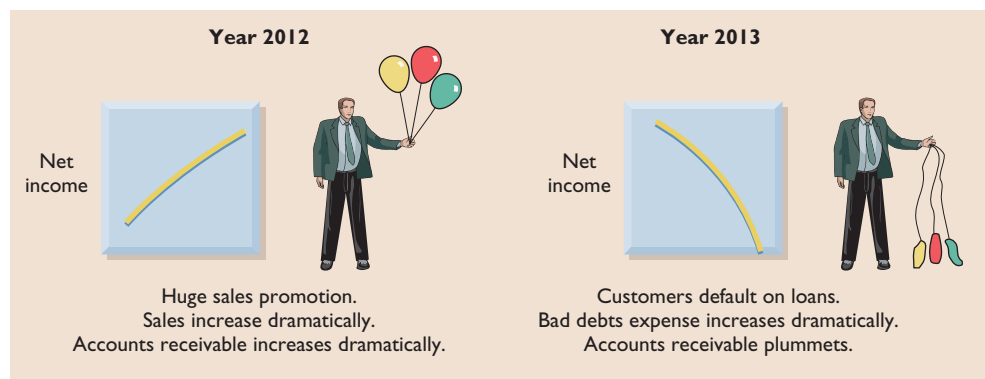 Year 2012
Net
income
Huge sales promotion.
Sales increase dramatically.
Accounts receivable increases dramatically.
Year 2013
Net
income
Customers default on loans.
Bad debts expense increases dramatically.
Accounts receivable plummets.